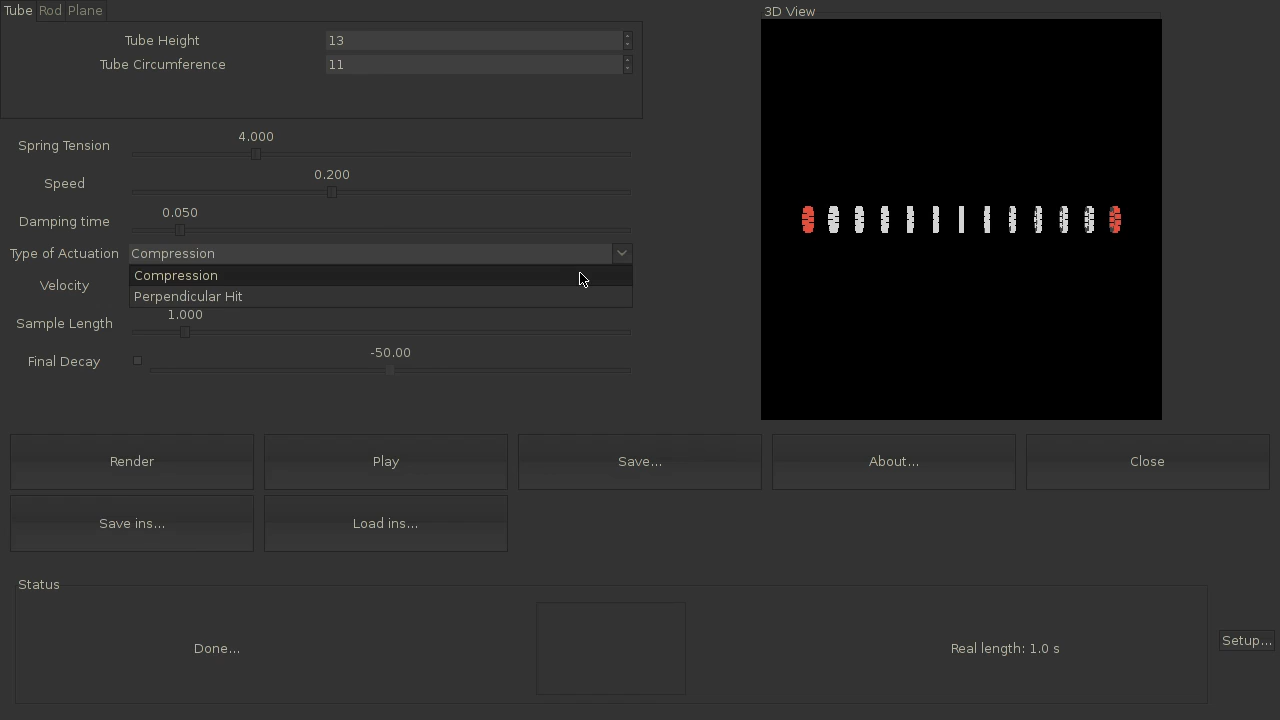 Tube Rod Plane
3D View
Tube Height 13
Tube Circumference 11
4.000
Spring Tension
0.200
Speed
0.050
Damping time
Type of Actuation Compression
Compression
Velocity
Perpendicular Hit
1.000
Sample Length
-50.00
Final Decay
Render Play Save... About... Close
Save ins... Load ins...
Status
Done... Real length: 1.0 s
Setup...